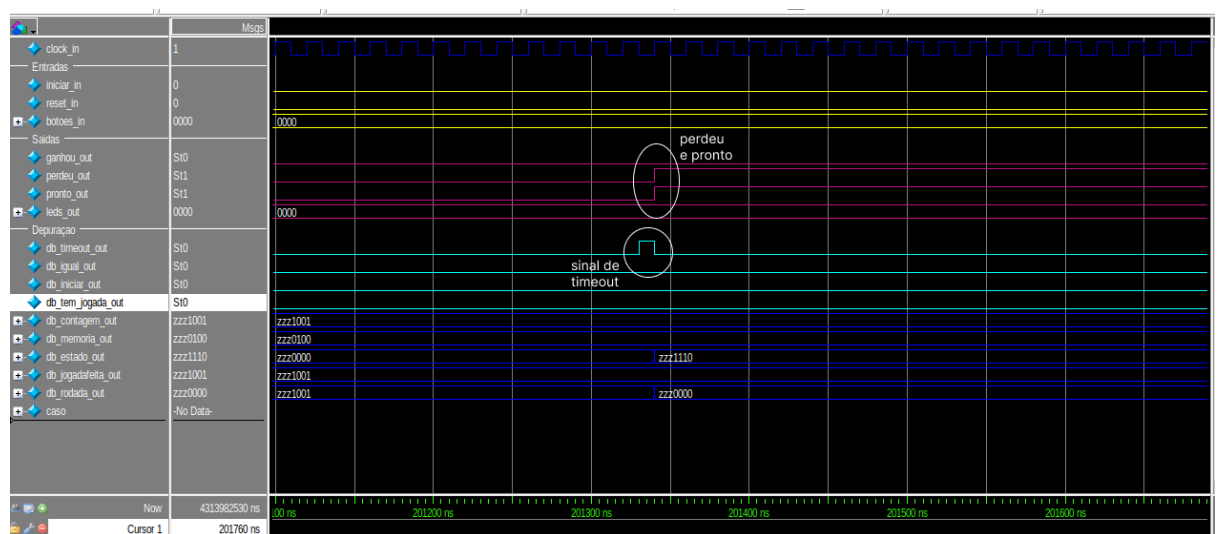 Msgs
clock_in 1
Entradas
iniciar_in 0
reset_in 0
botoes_in 0000 0000
Saidas
perdeu
e pronto
ganhou_out St0
perdeu_out St1
pronto_out St1
leds_out 0000 0000
Depuraçao
db_timeout_out St0
sinal de
timeout
db_igual_out St0
db_iniciar_out St0
db_tem_jogada_out St0
db_contagem_out zzz1001 zzz1001
db_memoria_out zzz0100 zzz0100
db_estado_out zzz1110 zzz0000 zzz1110
db_jogadafeita_out zzz1001 zzz1001
db_rodada_out zzz0000 zzz1001 zzz0000
caso -No Data-
Now 4313982530 ns
00 ns 201200 ns 201300 ns 201400 ns 201500 ns 201600 ns
Cursor 1 201760 ns